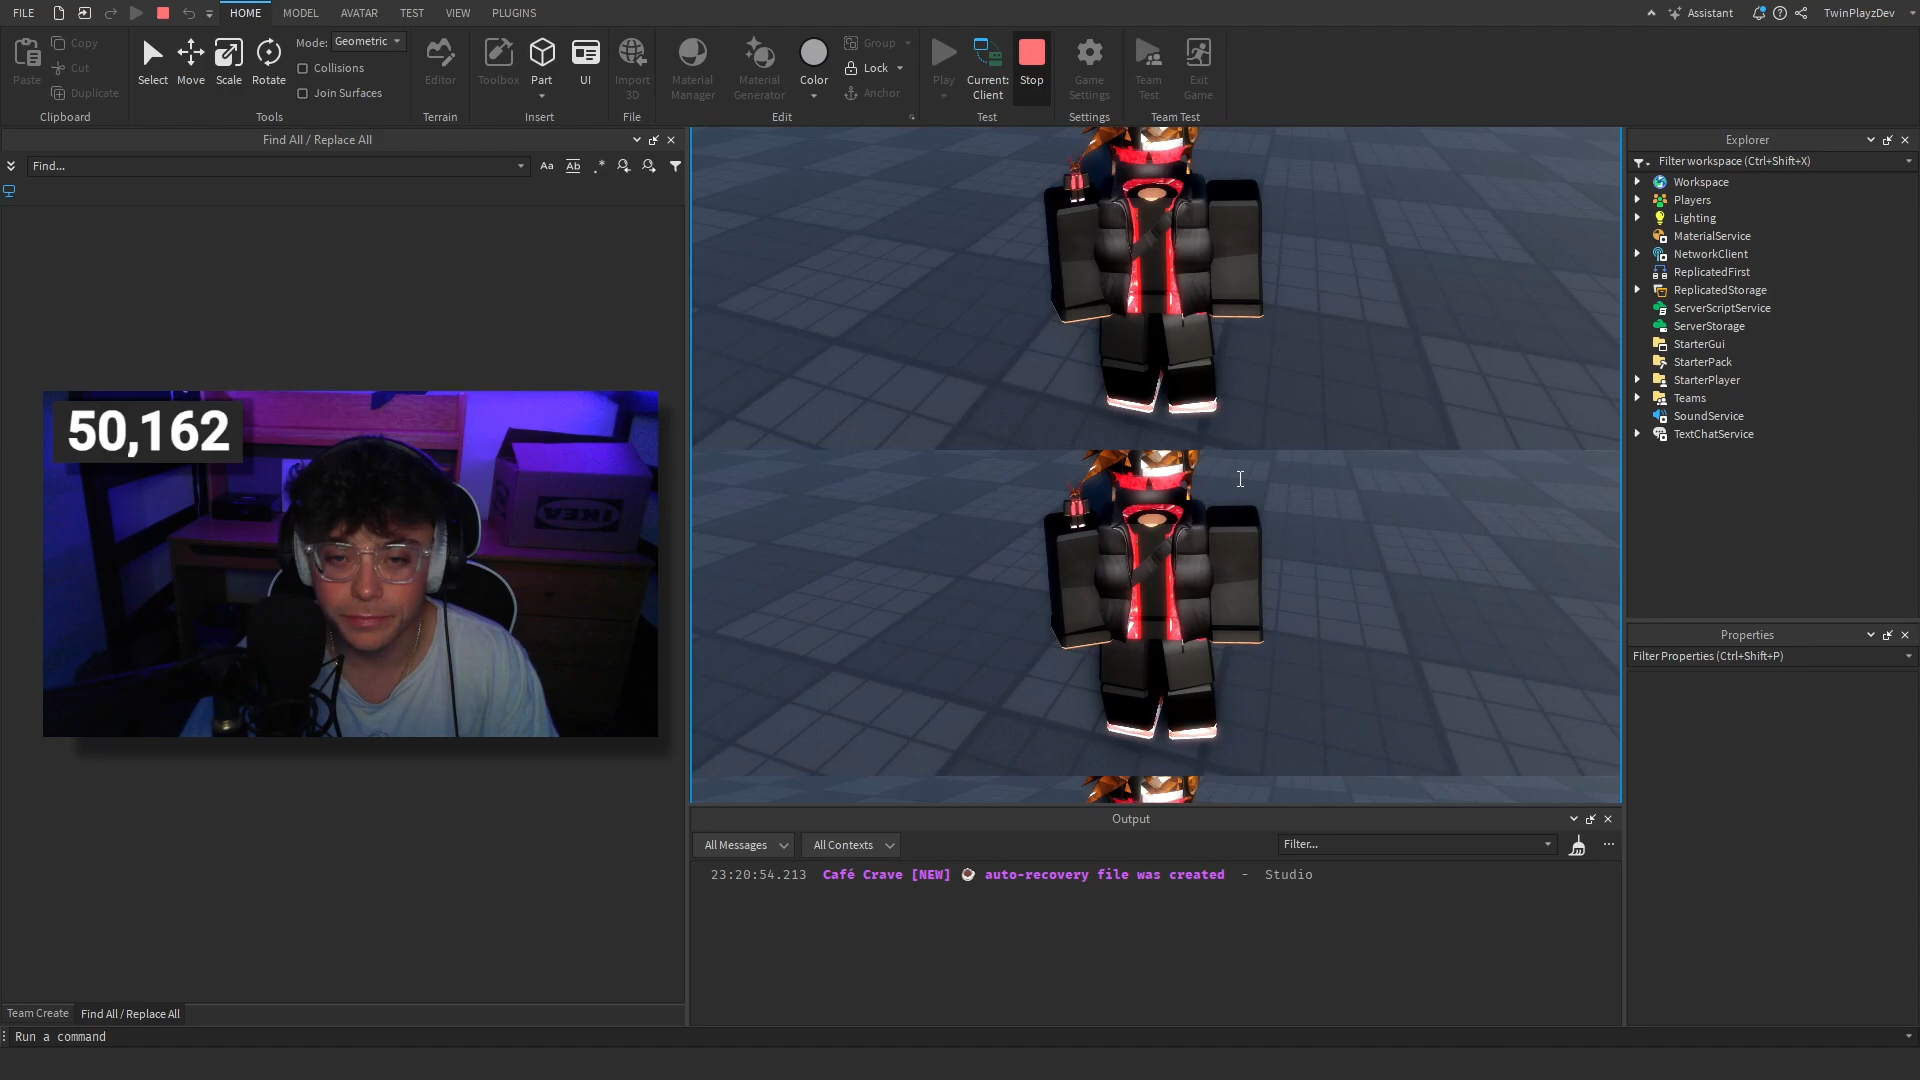 FILE HOME MODEL AVATAR TEST VIEW PLUGINS Assistant TwinPlayzDev
Paste Copy Cut Duplicate Clipboard
Select Move Scale Rotate Mode: Geometric Collisions Join Surfaces Tools
Editor Terrain
Toolbox Part UI Insert
Import 3D File
Material Manager Material Generator Color Group Lock Anchor Edit
Play Current: Client Stop Test
Game Settings Settings
Team Test Exit Game Team Test
Find All / Replace All
Find... Aa Ab .*
50,162
IKEA
Explorer
Filter workspace (Ctrl+Shift+X)
Workspace
Players
Lighting
MaterialService
NetworkClient
ReplicatedFirst
ReplicatedStorage
ServerScriptService
ServerStorage
StarterGui
StarterPack
StarterPlayer
Teams
SoundService
TextChatService
Properties
Filter Properties (Ctrl+Shift+P)
Output
All Messages All Contexts Filter...
23:20:54.213 Café Crave [NEW] ☕ auto-recovery file was created - Studio
Team Create Find All / Replace All
Run a command